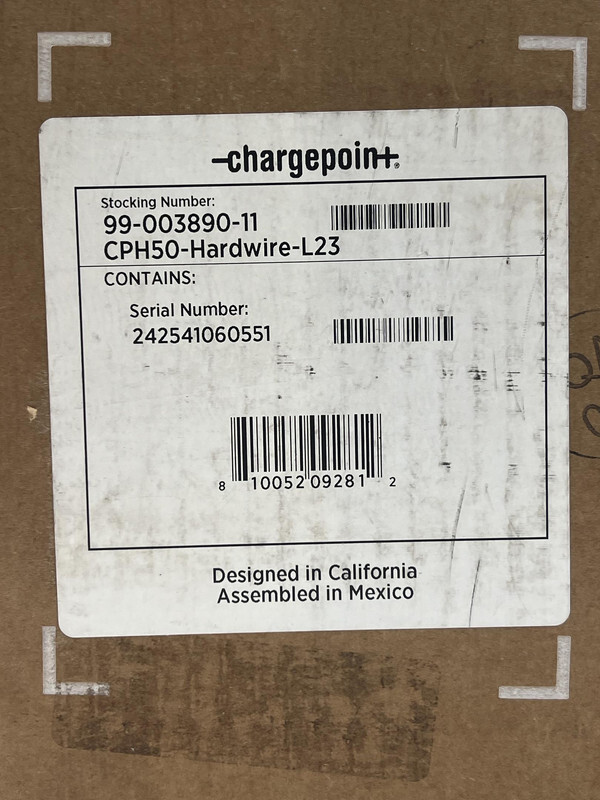 chargepoint®
Stocking Number:
99-003890-11
CPH50-Hardwire-L23
CONTAINS:
Serial Number:
242541060551
8 10052 09281 2
Designed in California
Assembled in Mexico